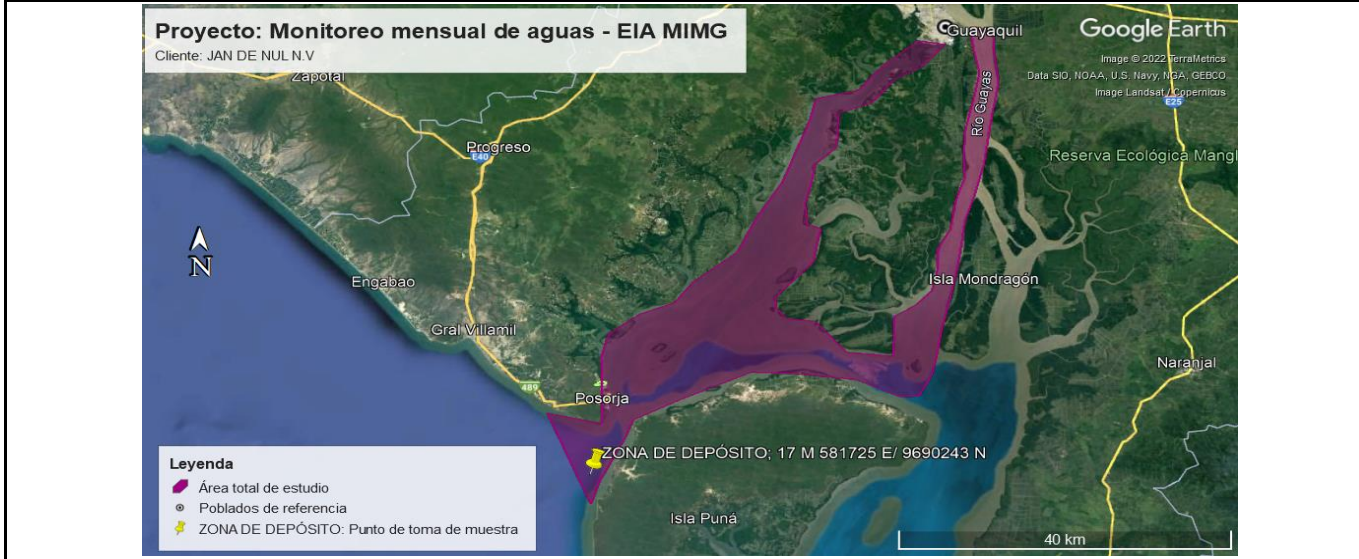 Proyecto: Monitoreo mensual de aguas - EIA MIMG
Cliente: JAN DE NUL N.V
Google Earth
Image © 2022 TerraMetrics
Data SIO, NOAA, U.S. Navy, NGA, GEBCO
Image Landsat / Copernicus
Guayaquil
Zapotal
E25
Río Guayas
Progreso
E40
Reserva Ecológica Mangl
N
Engabao
Isla Mondragón
Gral Villamil
Naranjal
489
Posorja
ZONA DE DEPÓSITO; 17 M 581725 E/ 9690243 N
Leyenda
Área total de estudio
Poblados de referencia
ZONA DE DEPÓSITO: Punto de toma de muestra
Isla Puná
40 km